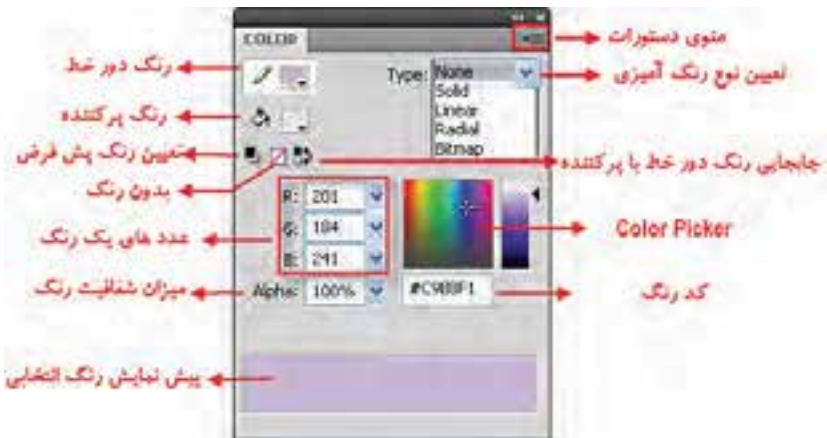 COLOR
منوی دستورات
رنگ دور خط
Type: None
تعیین نوع رنگ آمیزی
Solid
Linear
Radial
Bitmap
رنگ پرکننده
تعیین رنگ پش فرض
جابجایی رنگ دور خط با پرکننده
بدون رنگ
R: 201
G: 184
B: 241
عدد های یک رنگ
Color Picker
میزان شفافیت رنگ
Alpha: 100%
#C9B8F1
کد رنگ
پیش نمایش رنگ انتخابی